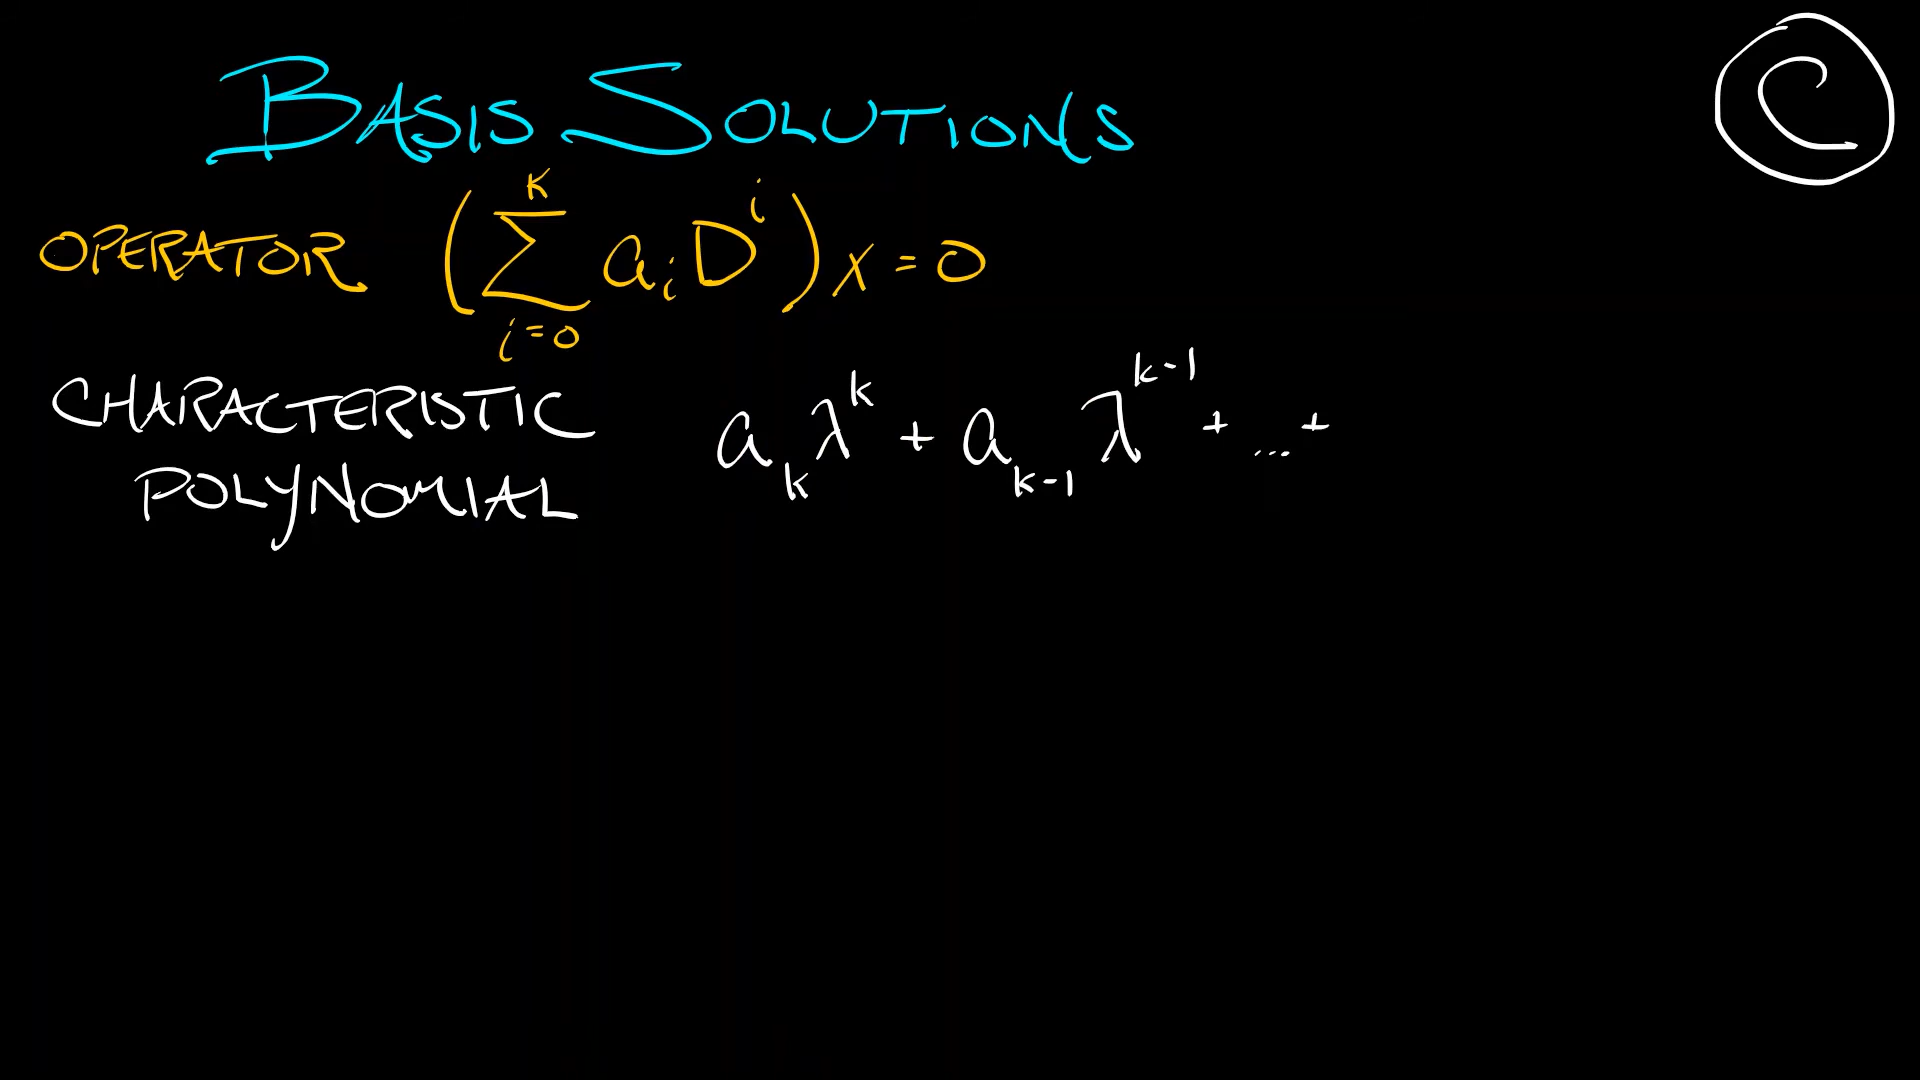 BASIS SOLUTIONS
C
OPERATOR (∑_{i=0}^{k} a_i D^i) x = 0
CHARACTERISTIC a_k λ^k + a_{k-1} λ^{k-1} + ... +
POLYNOMIAL